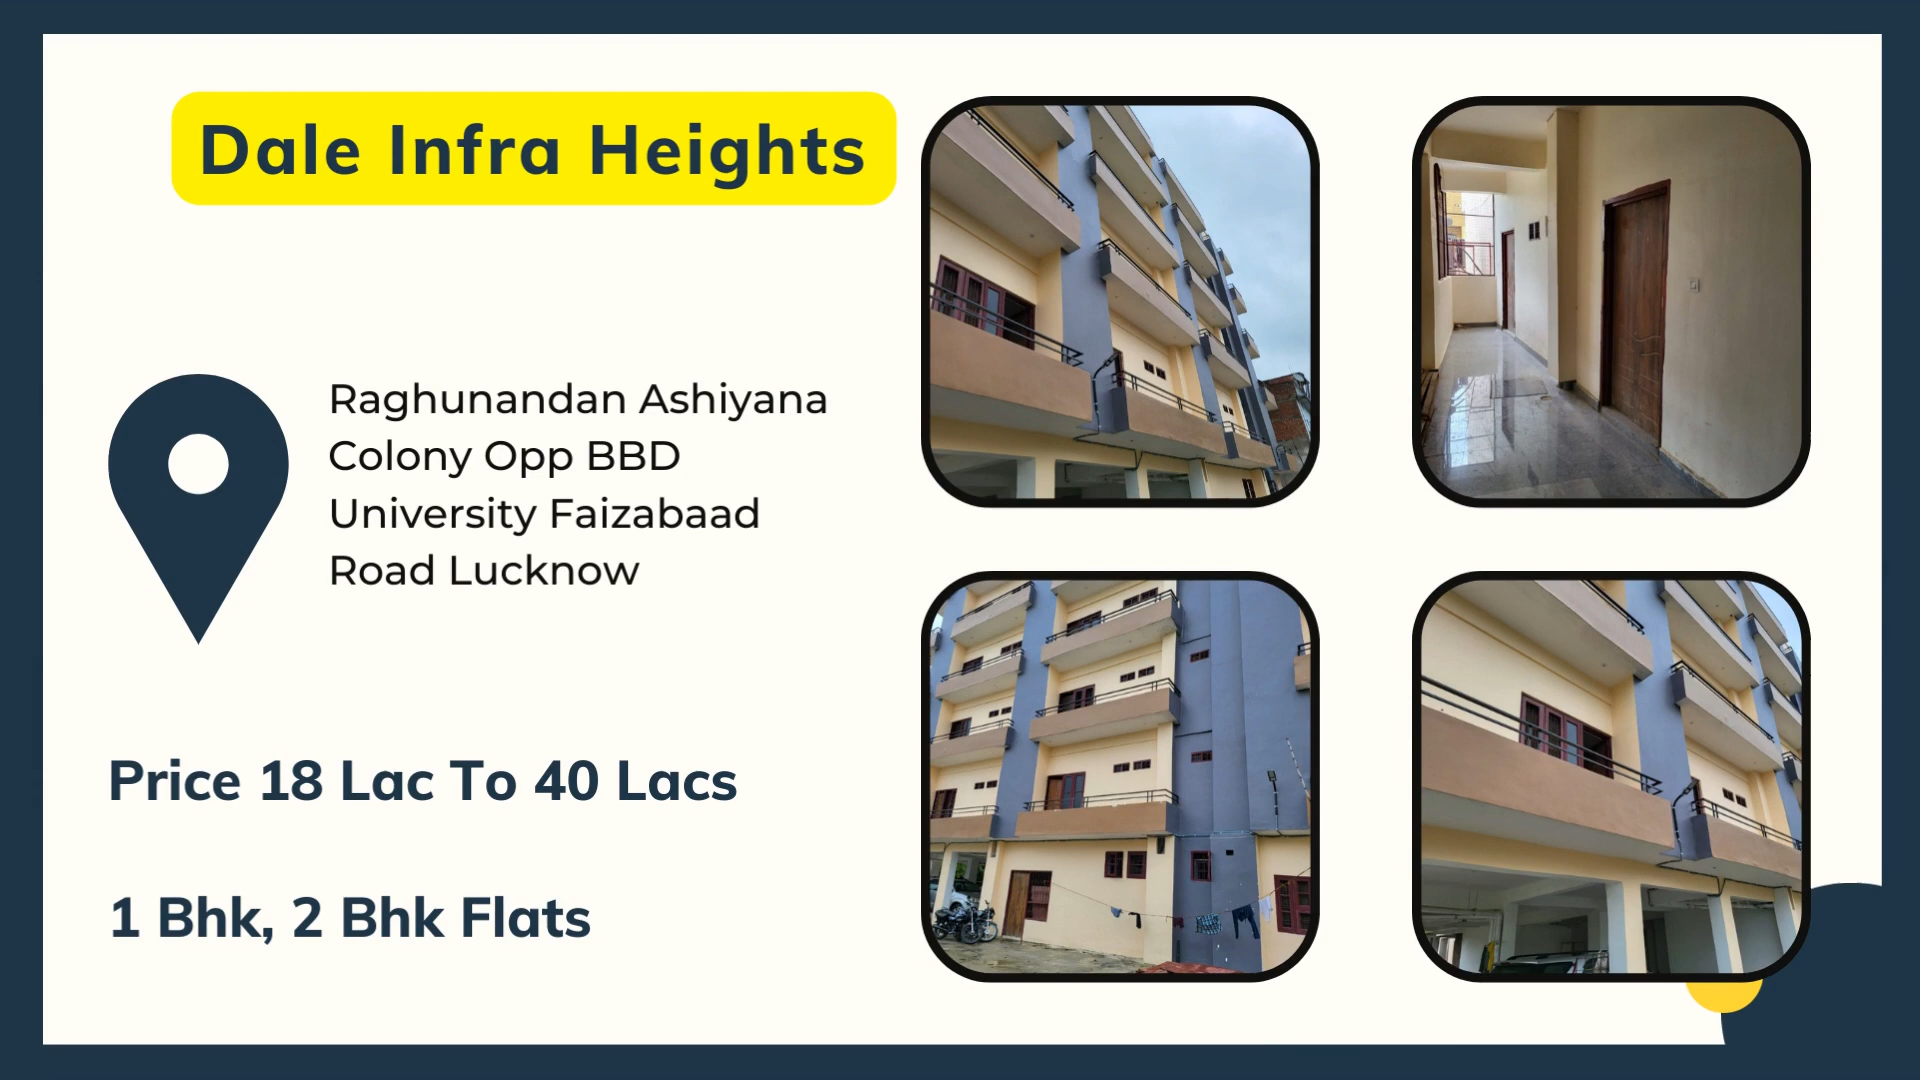 Dale Infra Heights
Raghunandan Ashiyana
Colony Opp BBD
University Faizabaad
Road Lucknow
Price 18 Lac To 40 Lacs
1 Bhk, 2 Bhk Flats